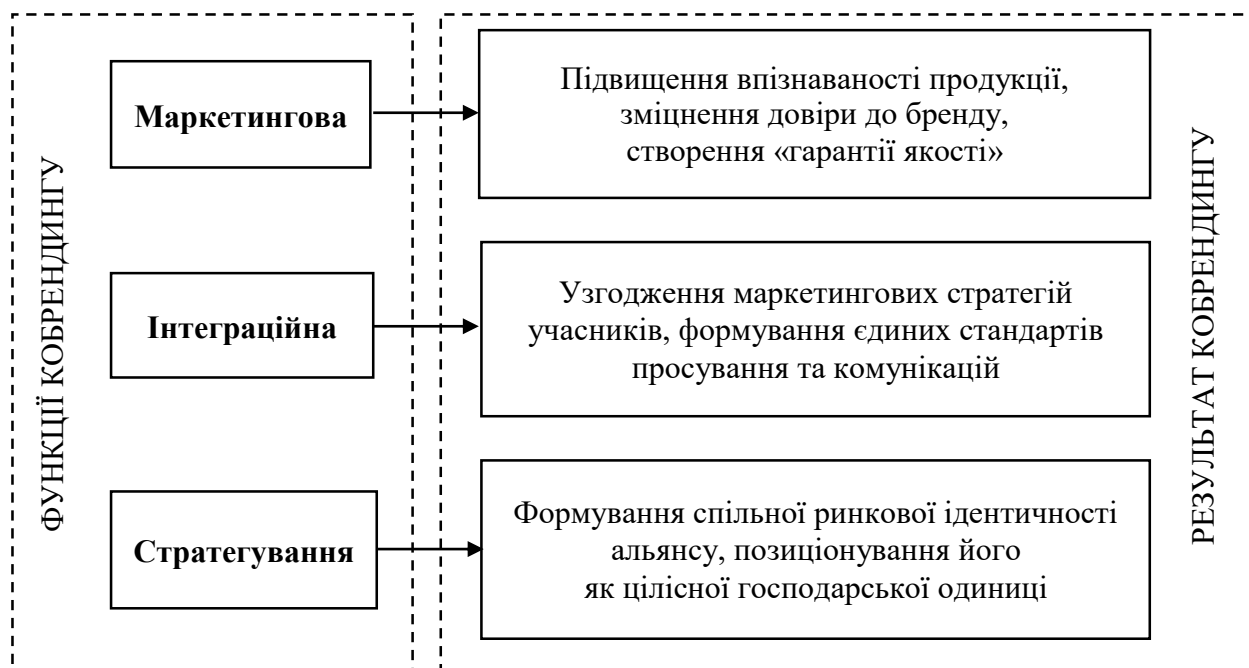 ФУНКЦІЇ КОБРЕНДИНГУ
Маркетингова
Підвищення впізнаваності продукції,
зміцнення довіри до бренду,
створення «гарантії якості»
Інтеграційна
Узгодження маркетингових стратегій
учасників, формування єдиних стандартів
просування та комунікацій
Стратегування
Формування спільної ринкової ідентичності
альянсу, позиціонування його
як цілісної господарської одиниці
РЕЗУЛЬТАТ КОБРЕНДИНГУ